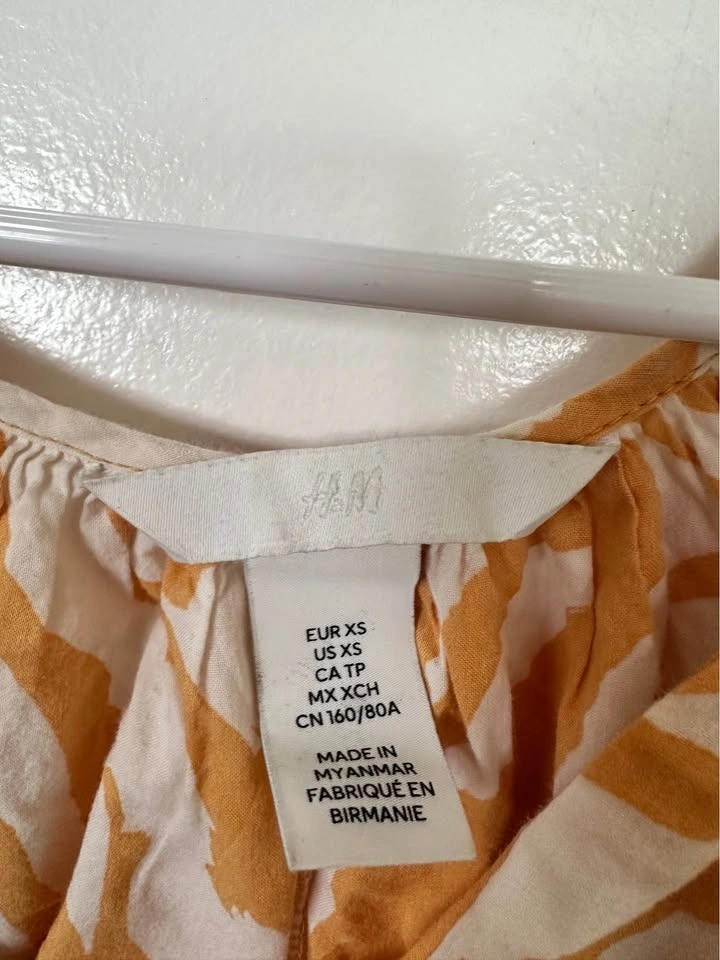 H&M
EUR XS
US XS
CA TP
MX XCH
CN 160/80A
MADE IN
MYANMAR
FABRIQUÉ EN
BIRMANIE